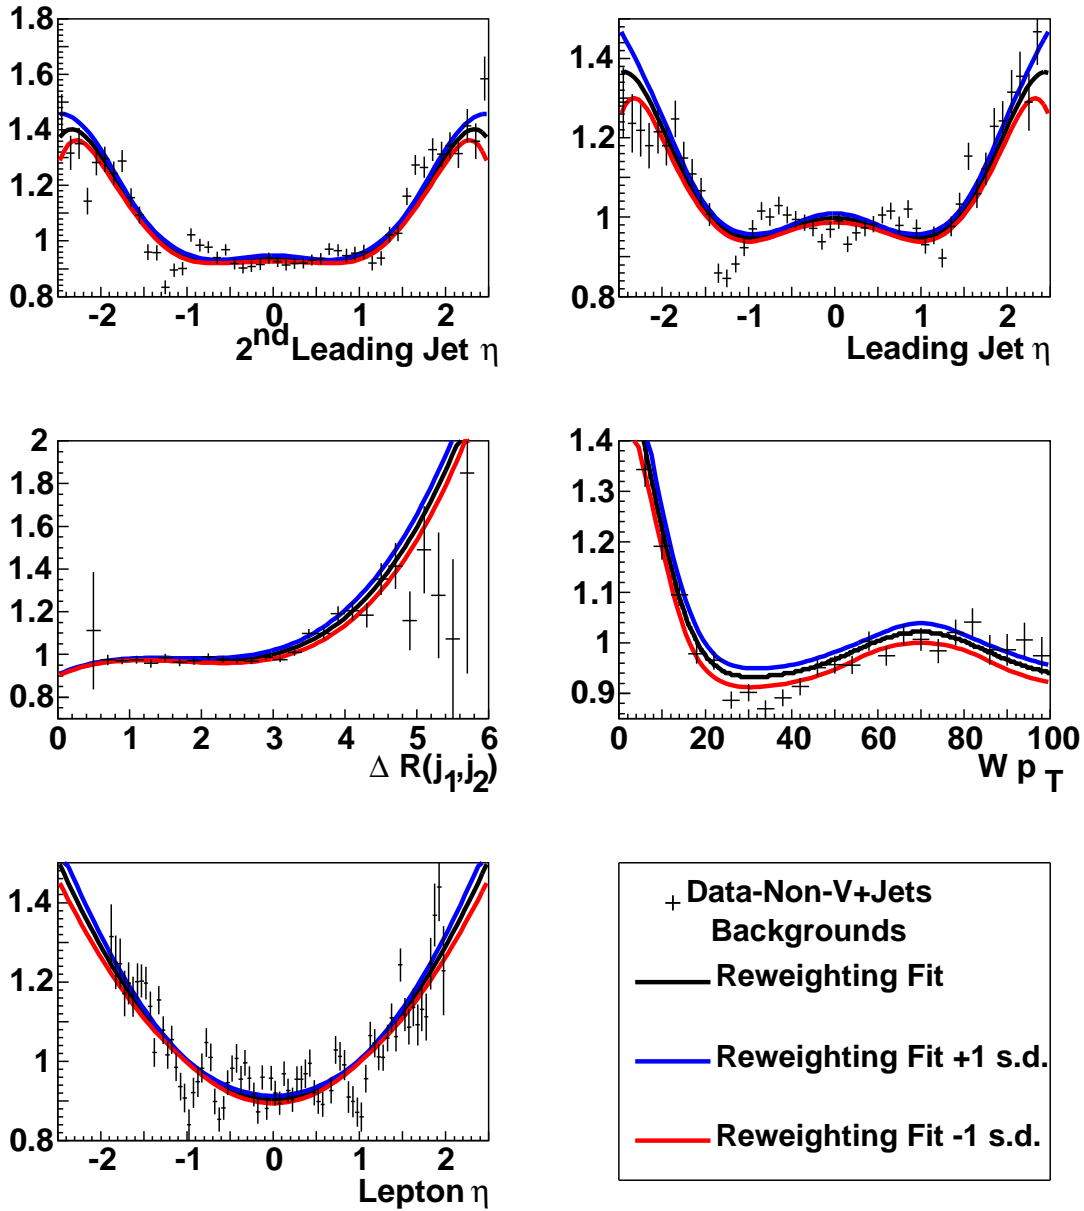 1.8
1.6
1.4
1.2
1
0.8
-2 -1 0 1 2
2nd Leading Jet η
1.4
1.2
1
0.8
-2 -1 0 1 2
Leading Jet η
2
1.8
1.6
1.4
1.2
1
0.8
0 1 2 3 4 5 6
Δ R(j1,j2)
1.4
1.3
1.2
1.1
1
0.9
0 20 40 60 80 100
W p T
1.4
1.2
1
0.8
-2 -1 0 1 2
Lepton η
Data-Non-V+Jets
Backgrounds
Reweighting Fit
Reweighting Fit +1 s.d.
Reweighting Fit -1 s.d.